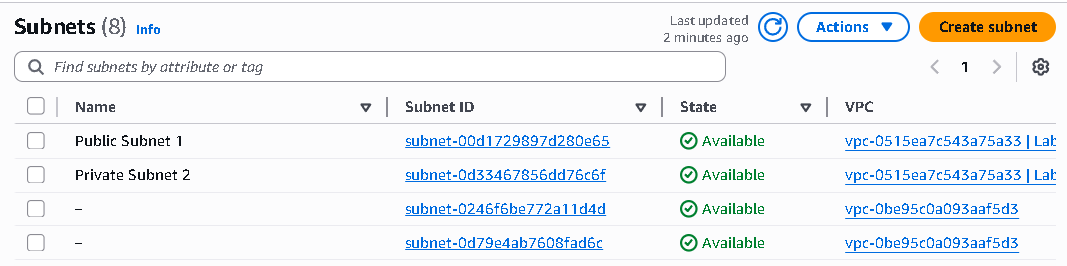 Subnets (8) Info
Last updated
2 minutes ago
Actions
Create subnet
Find subnets by attribute or tag
1
Name Subnet ID State VPC
Public Subnet 1 subnet-00d1729897d280e65 Available vpc-0515ea7c543a75a33 | Lab
Private Subnet 2 subnet-0d33467856dd76c6f Available vpc-0515ea7c543a75a33 | Lab
– subnet-0246f6be772a11d4d Available vpc-0be95c0a093aaf5d3
– subnet-0d79e4ab7608fad6c Available vpc-0be95c0a093aaf5d3